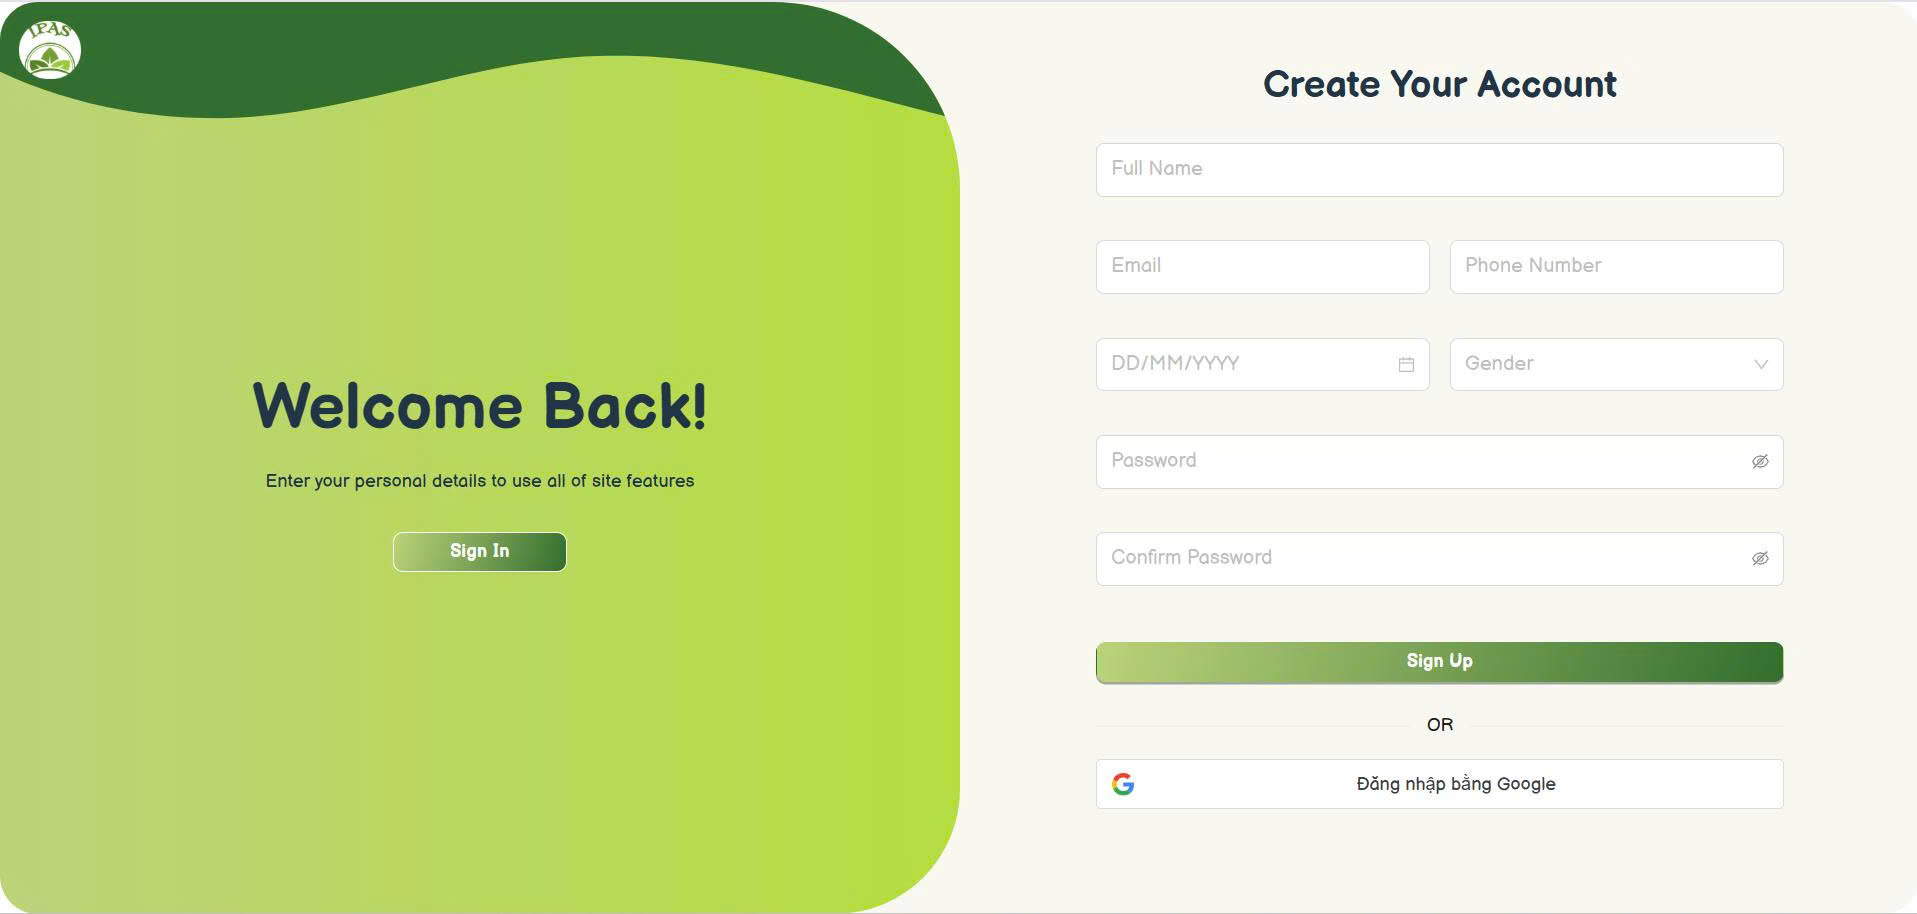 IPAS
Welcome Back!
Enter your personal details to use all of site features
Sign In
Create Your Account
Full Name
Email
Phone Number
DD/MM/YYYY
Gender
Password
Confirm Password
Sign Up
OR
Đăng nhập bằng Google